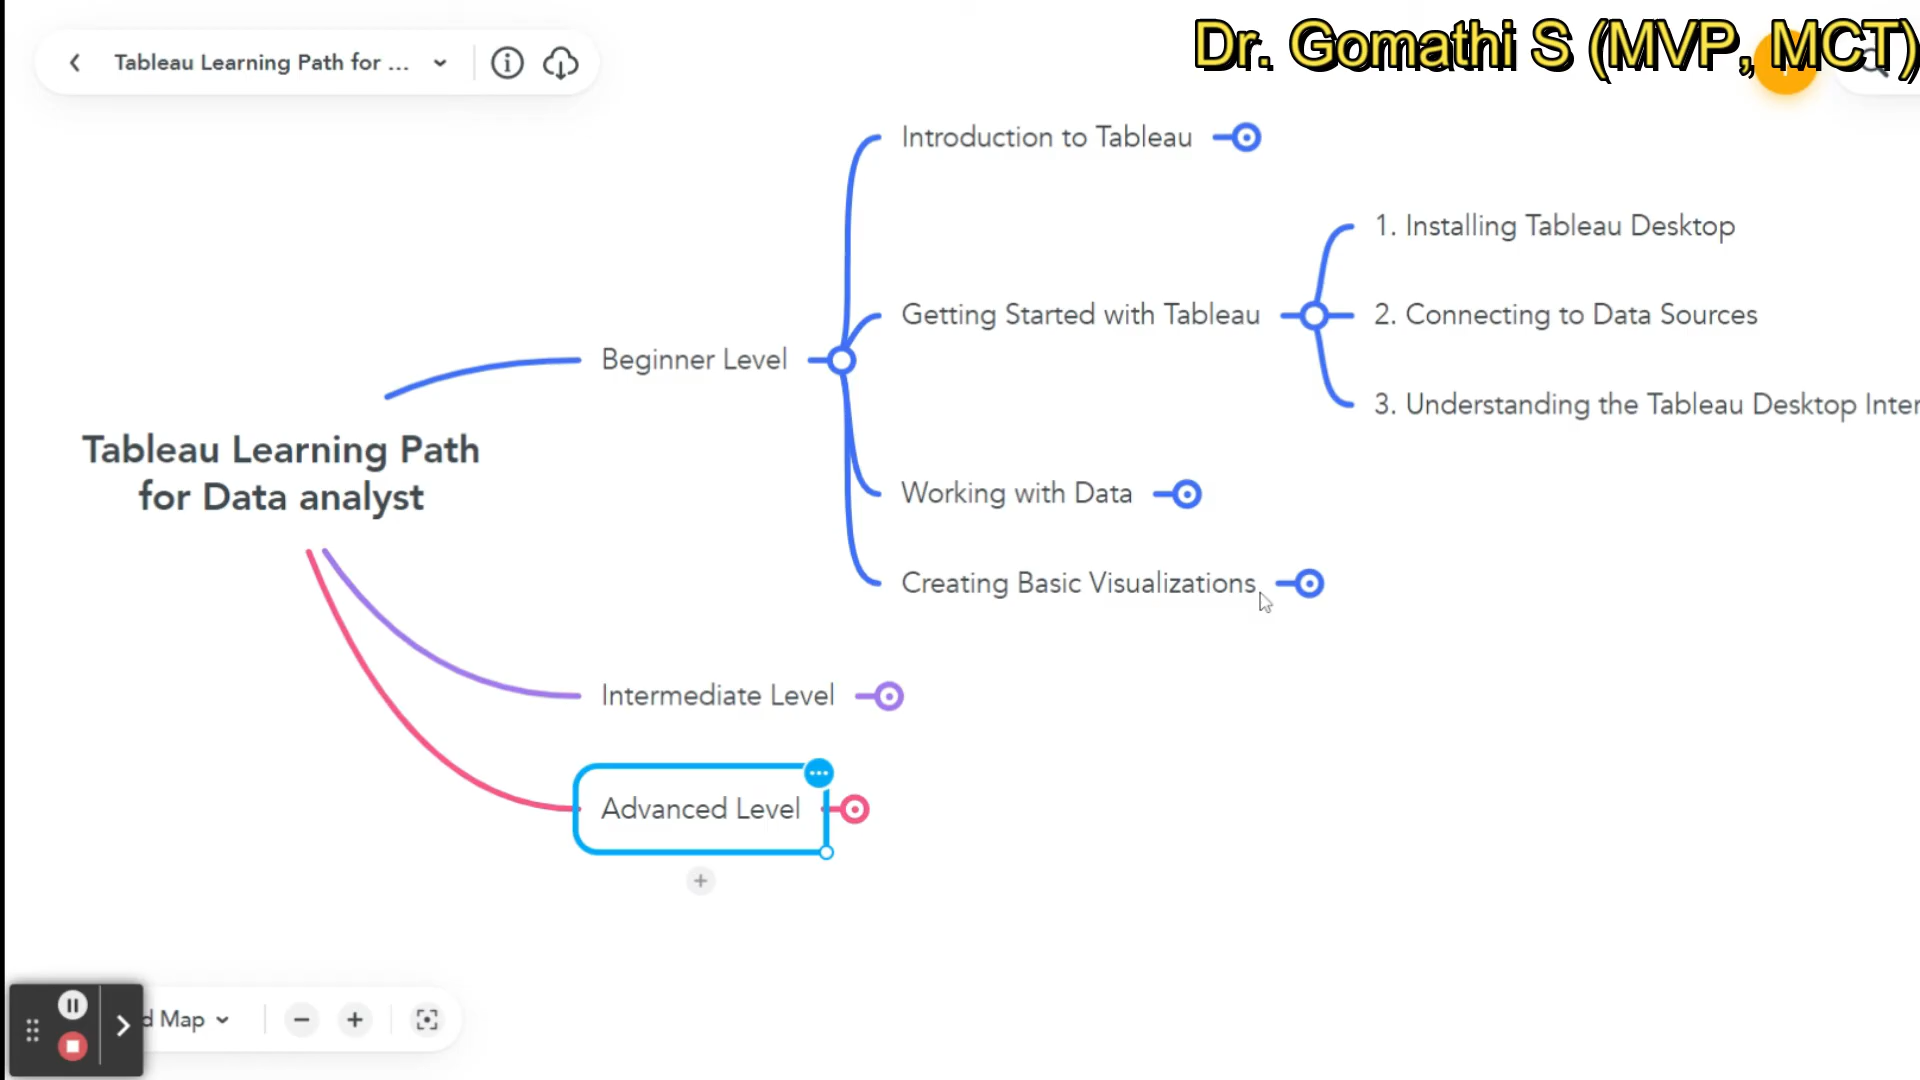 Dr. Gomathi S (MVP, MCT)
Tableau Learning Path for ...
Introduction to Tableau
1. Installing Tableau Desktop
Getting Started with Tableau
2. Connecting to Data Sources
Beginner Level
3. Understanding the Tableau Desktop Inter
Tableau Learning Path
for Data analyst
Working with Data
Creating Basic Visualizations
Intermediate Level
Advanced Level
d Map